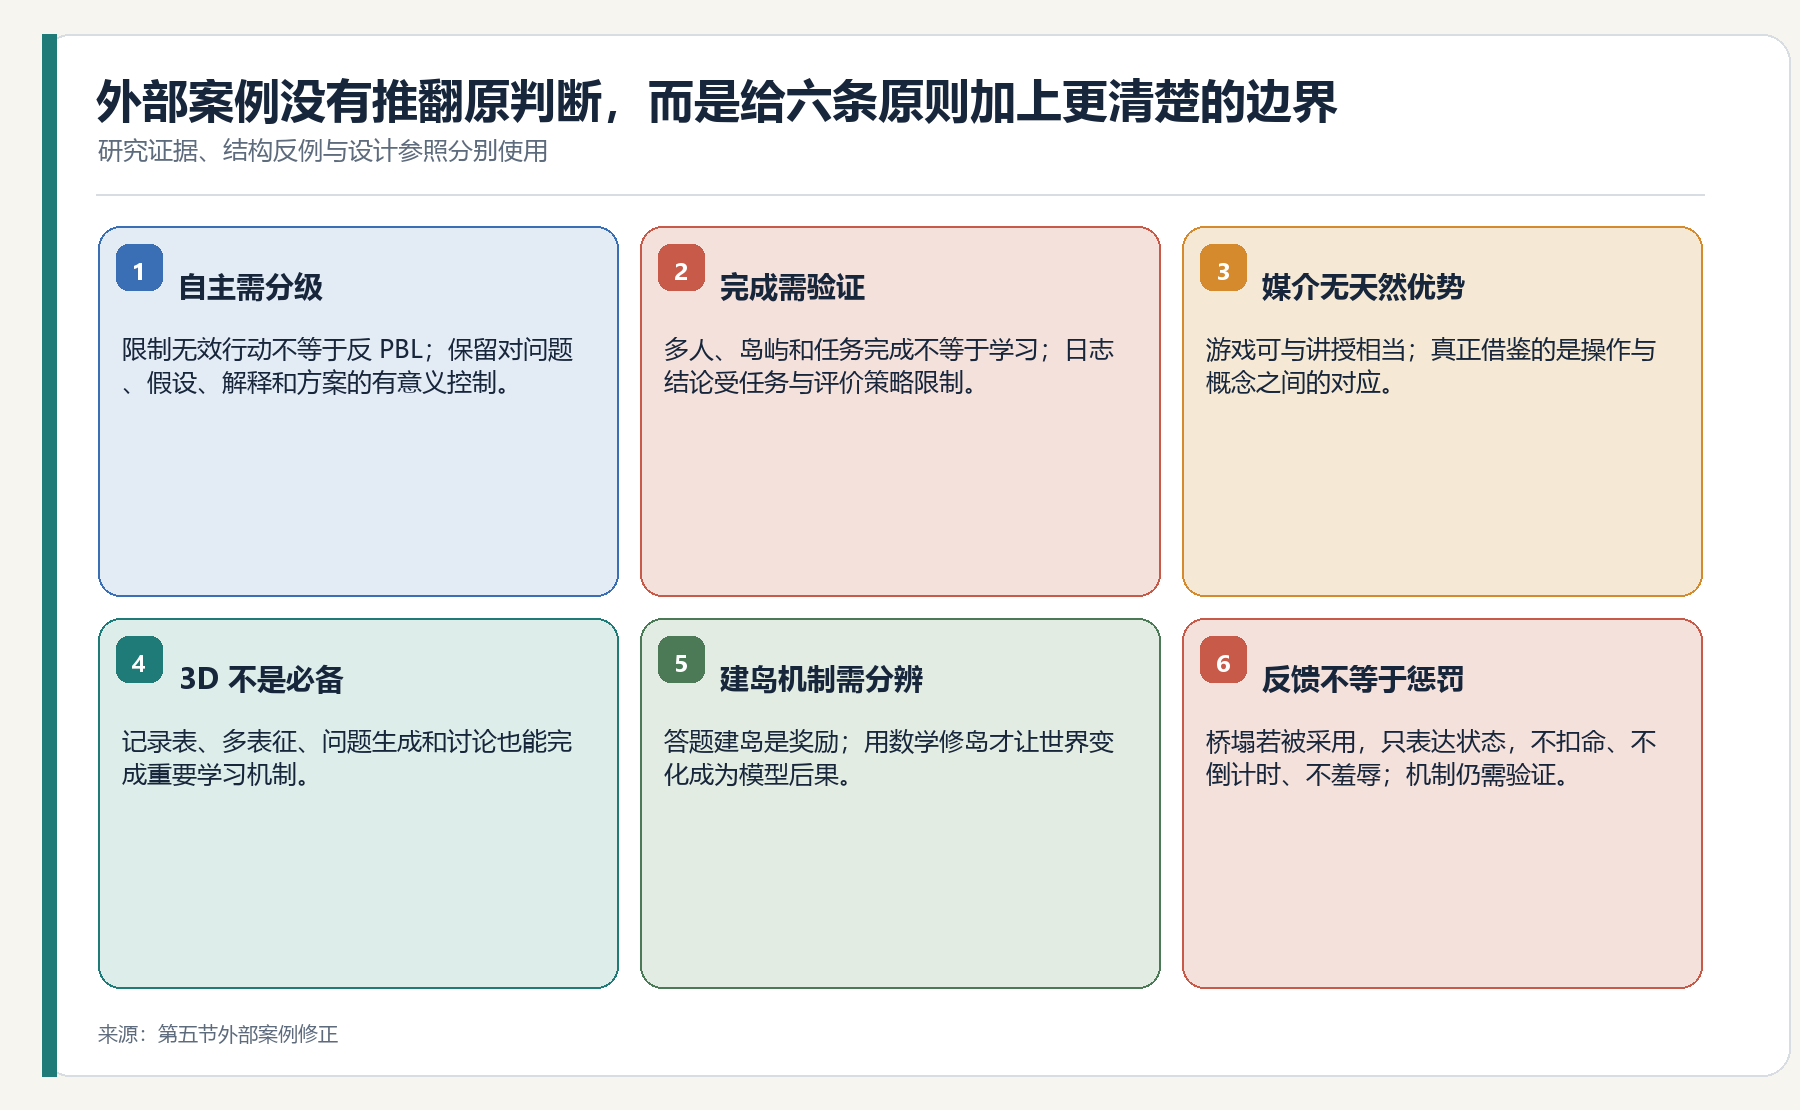 外部案例没有推翻原判断，而是给六条原则加上更清楚的边界
研究证据、结构反例与设计参照分别使用
1
自主需分级
限制无效行动不等于反 PBL；保留对问题
、假设、解释和方案的有意义控制。
2
完成需验证
多人、岛屿和任务完成不等于学习；日志
结论受任务与评价策略限制。
3
媒介无天然优势
游戏可与讲授相当；真正借鉴的是操作与
概念之间的对应。
4
3D 不是必备
记录表、多表征、问题生成和讨论也能完
成重要学习机制。
5
建岛机制需分辨
答题建岛是奖励；用数学修岛才让世界变
化成为模型后果。
6
反馈不等于惩罚
桥塌若被采用，只表达状态，不扣命、不
倒计时、不羞辱；机制仍需验证。
来源：第五节外部案例修正